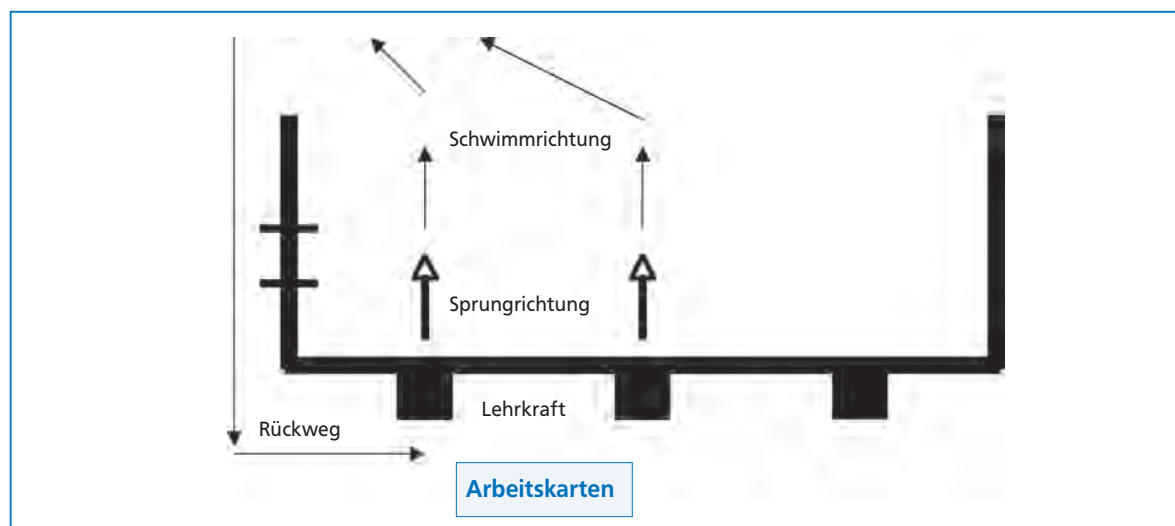 Schwimmrichtung
Sprungrichtung
Lehrkraft
Rückweg
Arbeitskarten